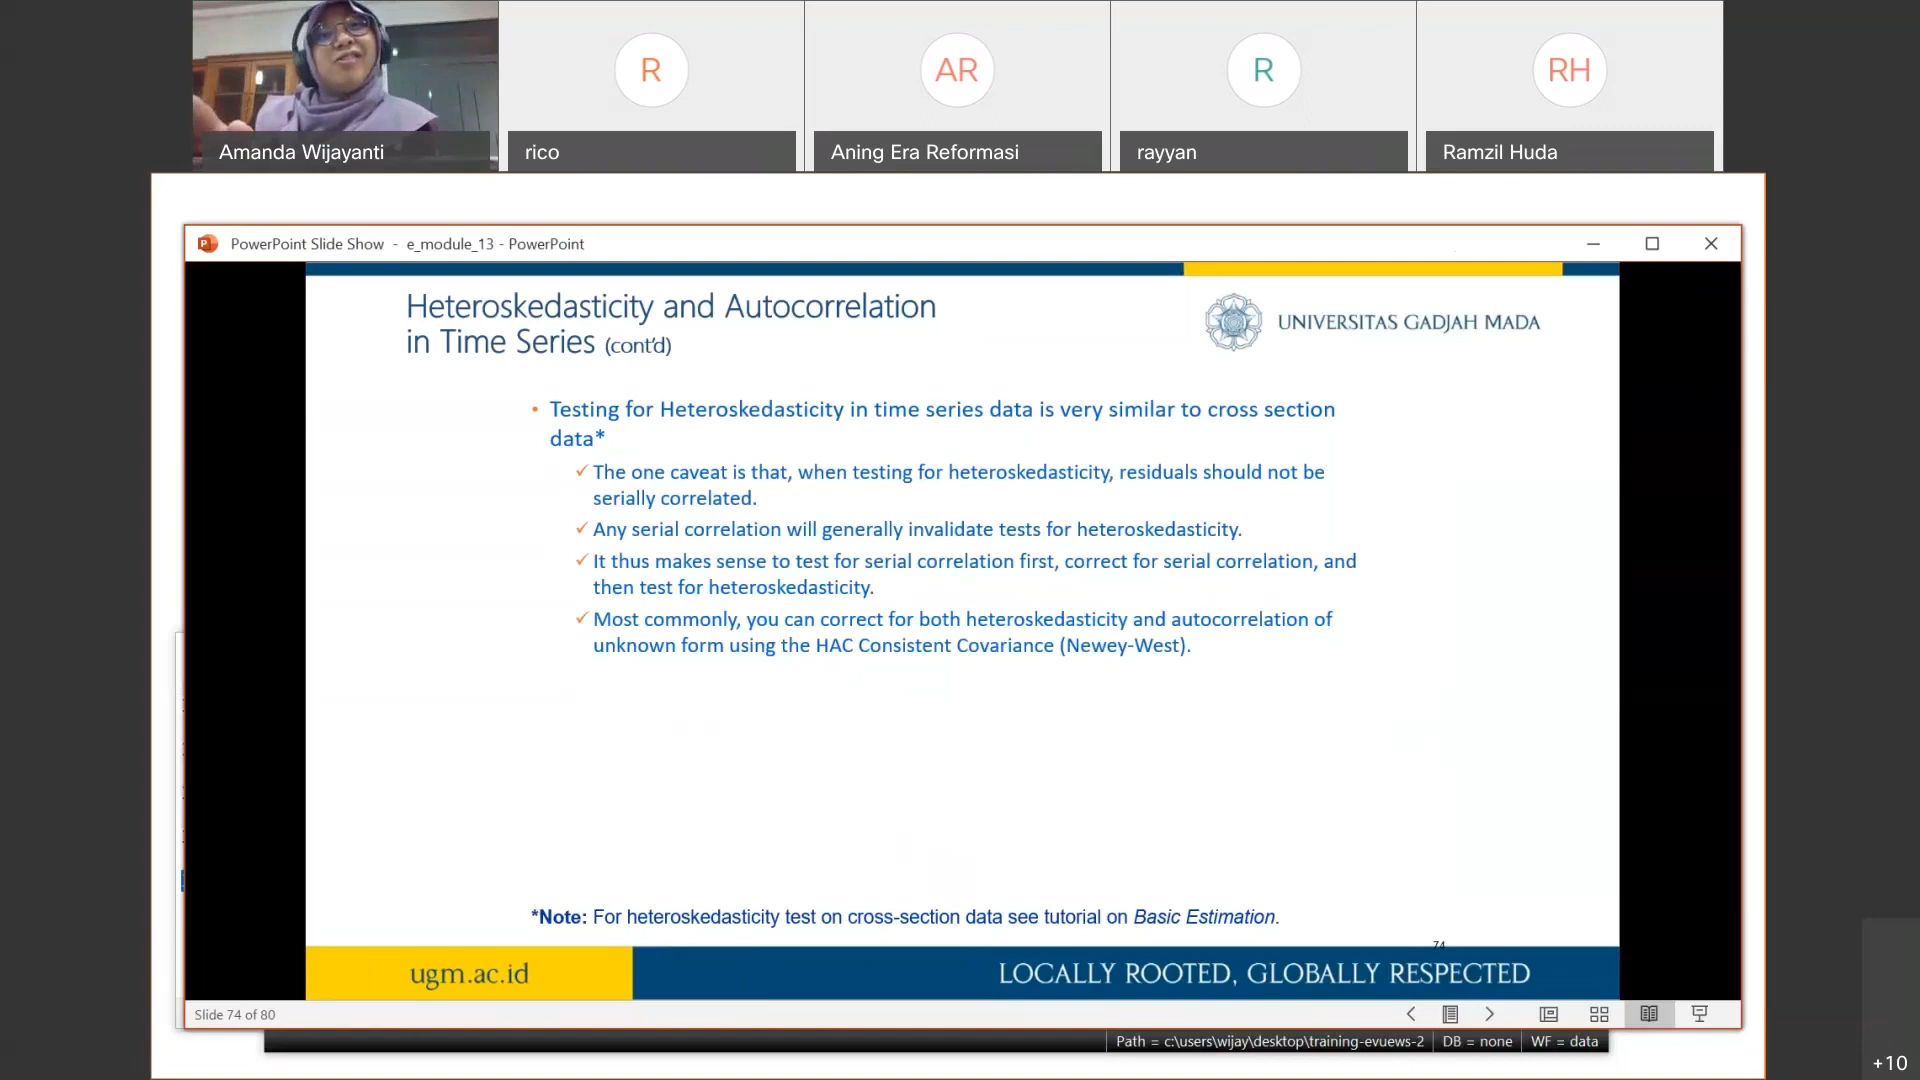 R
AR
R
RH
Amanda Wijayanti
rico
Aning Era Reformasi
rayyan
Ramzil Huda
PowerPoint Slide Show - e_module_13 - PowerPoint
Heteroskedasticity and Autocorrelation
in Time Series (cont'd)
UNIVERSITAS GADJAH MADA
• Testing for Heteroskedasticity in time series data is very similar to cross section
data*
✓ The one caveat is that, when testing for heteroskedasticity, residuals should not be
serially correlated.
✓ Any serial correlation will generally invalidate tests for heteroskedasticity.
✓ It thus makes sense to test for serial correlation first, correct for serial correlation, and
then test for heteroskedasticity.
✓ Most commonly, you can correct for both heteroskedasticity and autocorrelation of
unknown form using the HAC Consistent Covariance (Newey-West).
*Note: For heteroskedasticity test on cross-section data see tutorial on Basic Estimation.
74
ugm.ac.id
LOCALLY ROOTED, GLOBALLY RESPECTED
Slide 74 of 80
Path = c:\users\wijay\desktop\training-evuews-2
DB = none
WF = data
+10